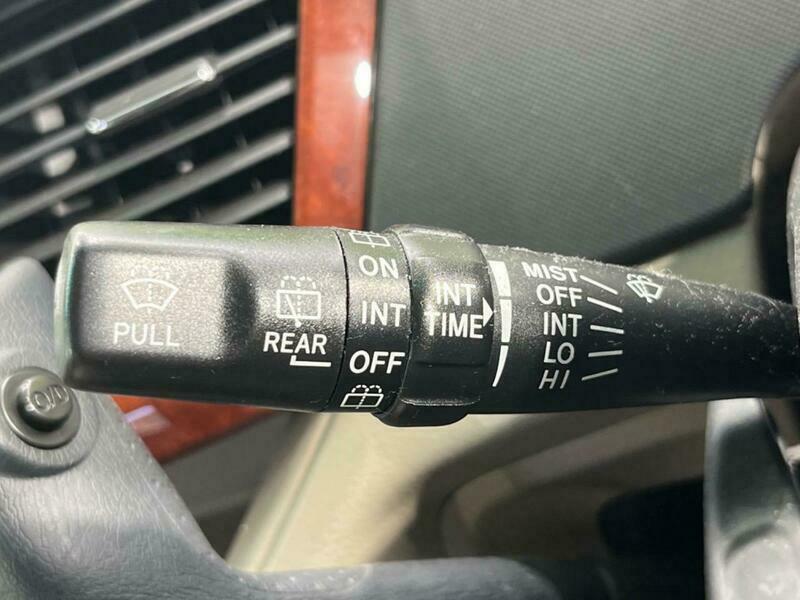 PULL
REAR
ON
INT
OFF
INT
TIME
MIST
OFF
INT
LO
HI
O/D